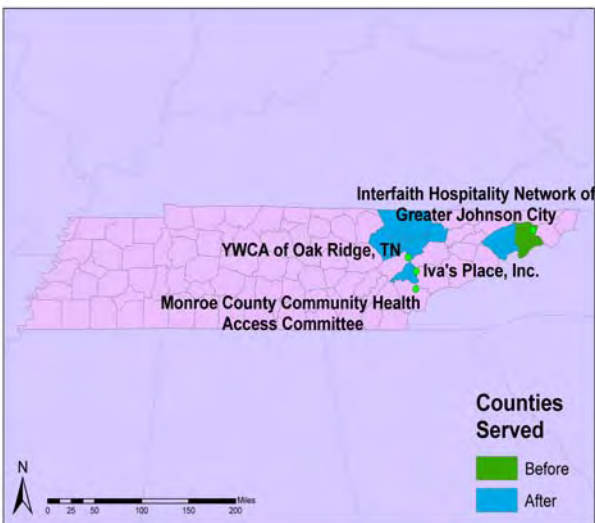 Interfaith Hospitality Network of
Greater Johnson City
YWCA of Oak Ridge, TN
Iva's Place, Inc.
Monroe County Community Health
Access Committee
Counties
Served
Before
After
N
Miles
0 25 50 100 150 200